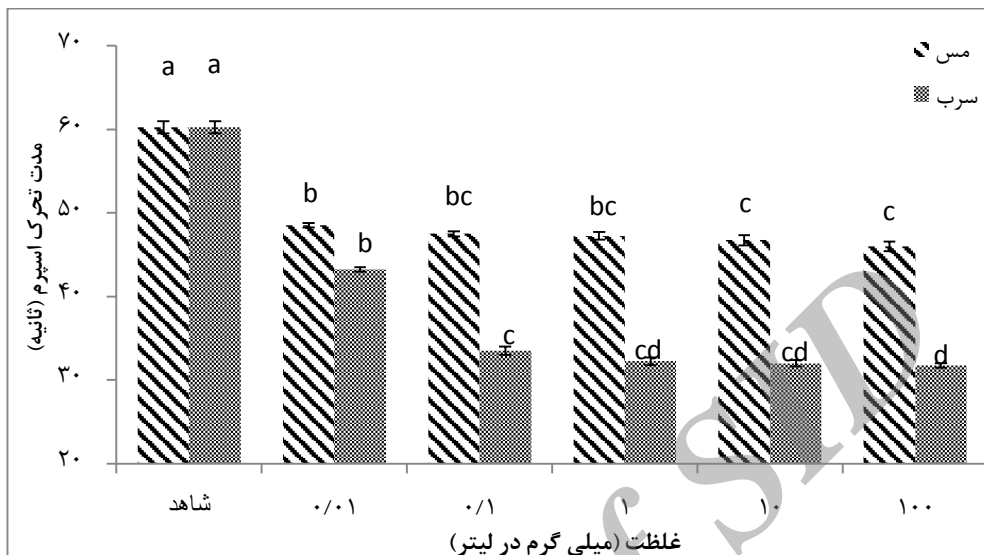 مس
سرب
مدت تحرک اسپرم (ثانیه)
۷۰
۶۰
۵۰
۴۰
۳۰
۲۰
a a
b b
bc c
bc cd
c cd
c d
شاهد ۰/۰۱ ۰/۱ ۱ ۱۰ ۱۰۰
غلظت (میلی گرم در لیتر)
f SID